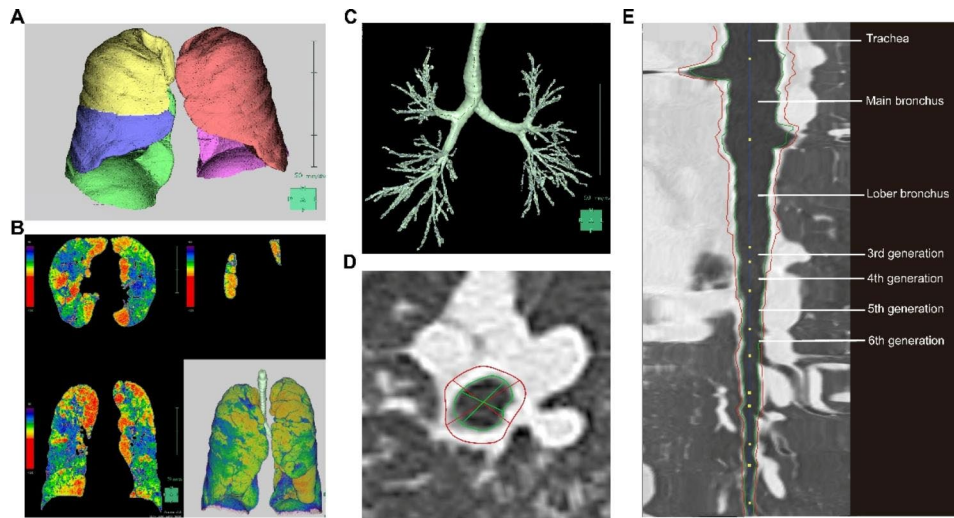 A
B
C
D
E
Trachea
Main bronchus
Lober bronchus
3rd generation
4th generation
5th generation
6th generation